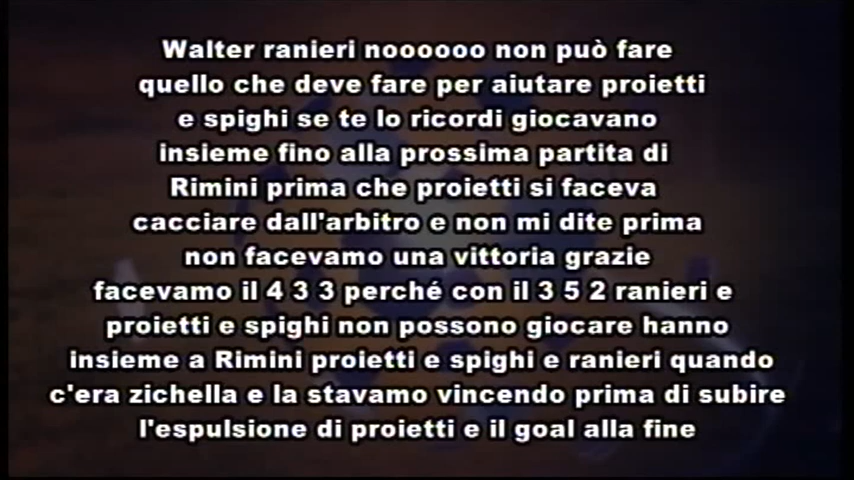 Walter ranieri noooooo non può fare
quello che deve fare per aiutare proietti
e spighi se te lo ricordi giocavano
insieme fino alla prossima partita di
Rimini prima che proietti si faceva
cacciare dall'arbitro e non mi dite prima
non facevamo una vittoria grazie
facevamo il 4 3 3 perché con il 3 5 2 ranieri e
proietti e spighi non possono giocare hanno
insieme a Rimini proietti e spighi e ranieri quando
c'era zichella e la stavamo vincendo prima di subire
l'espulsione di proietti e il goal alla fine